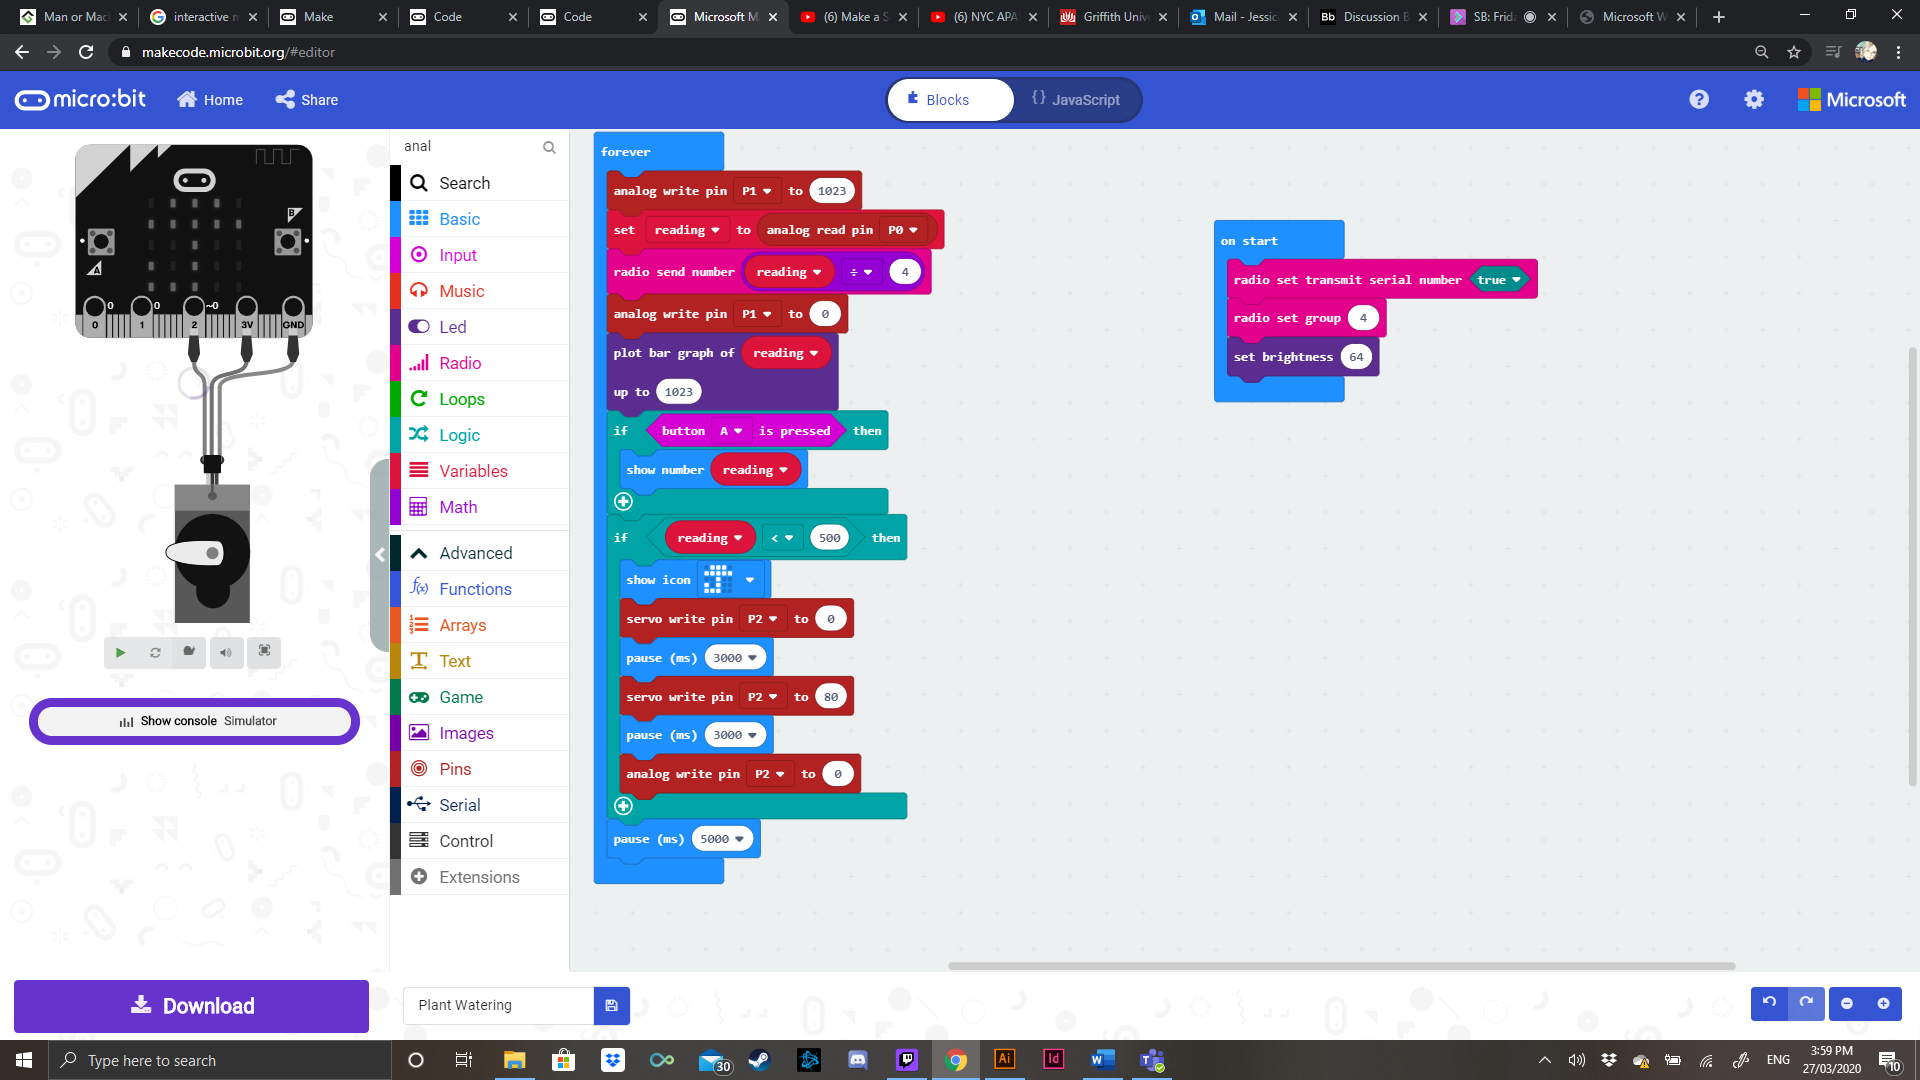 Man or Mac
interactive m
Make
Code
Code
Microsoft M
(6) Make a S
(6) NYC APA
Griffith Univ
Mail - Jessic
Discussion B
SB: Frida
Microsoft W
makecode.microbit.org/#editor
micro:bit
Home
Share
Blocks
{} JavaScript
Microsoft
A
B
0
0
~0
0
1
2
3V
GND
Show console Simulator
Download
anal
Search
Basic
Input
Music
Led
Radio
Loops
Logic
Variables
Math
Advanced
f(x) Functions
Arrays
Text
Game
Images
Pins
Serial
Control
Extensions
forever
analog write pin P1 to 1023
set reading to analog read pin P0
radio send number reading ÷ 4
analog write pin P1 to 0
plot bar graph of reading
up to 1023
if button A is pressed then
show number reading
if reading < 500 then
show icon
servo write pin P2 to 0
pause (ms) 3000
servo write pin P2 to 80
pause (ms) 3000
analog write pin P2 to 0
pause (ms) 5000
on start
radio set transmit serial number true
radio set group 4
set brightness 64
Plant Watering
Type here to search
30
Ai
Id
ENG
3:59 PM
27/03/2020
10